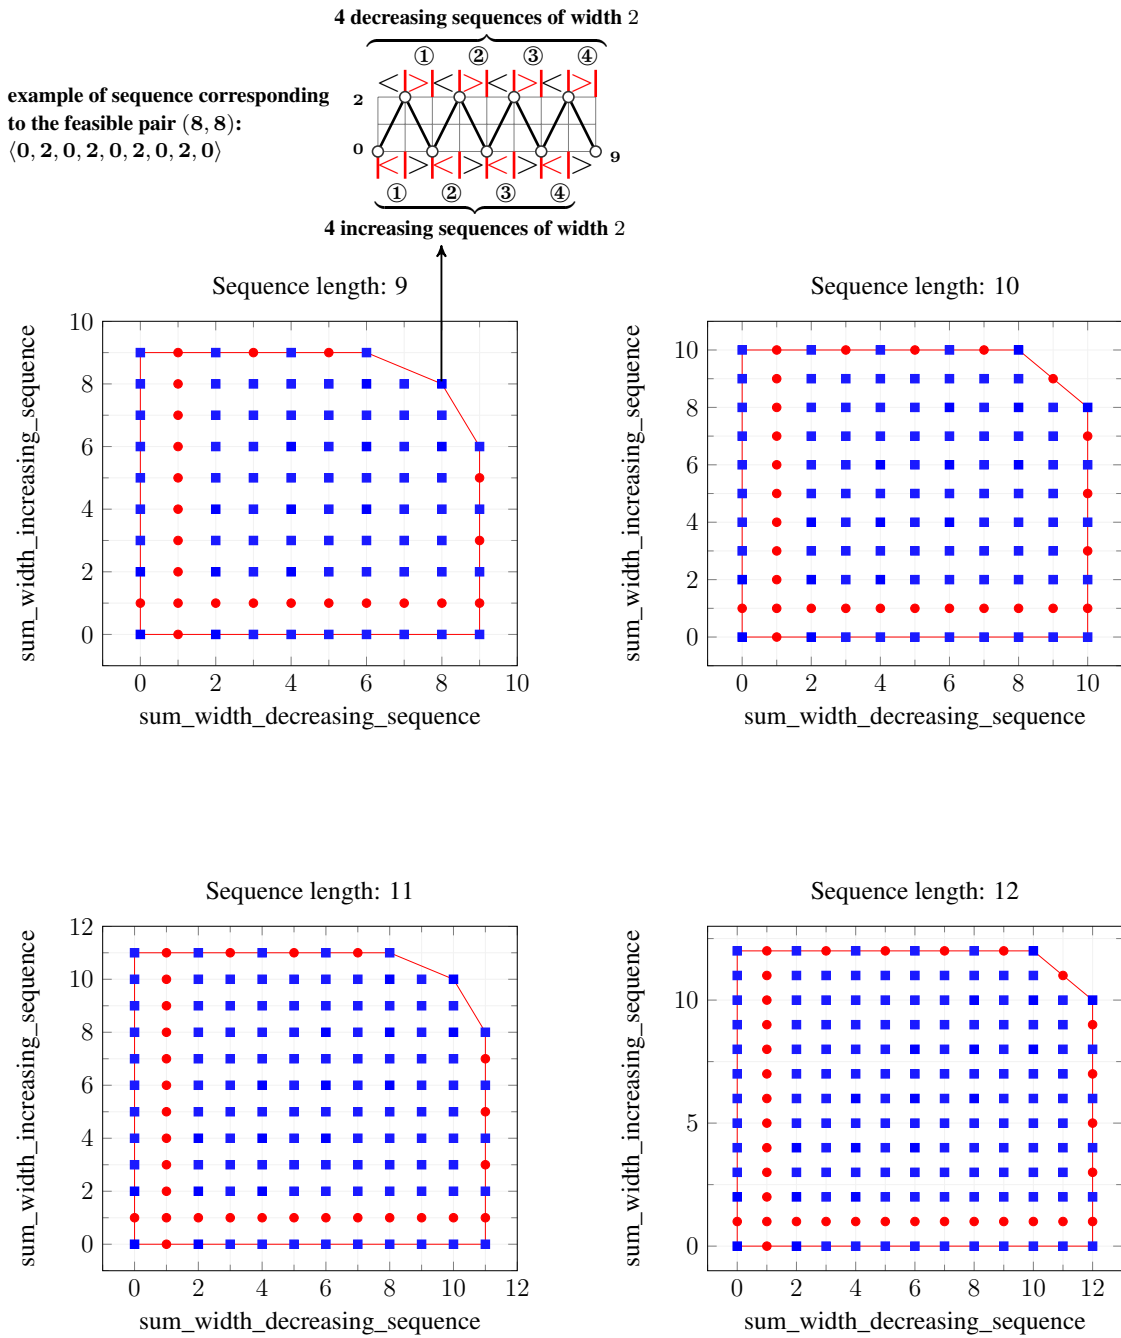 4 decreasing sequences of width 2
① ② ③ ④
< > < > < > < >
example of sequence corresponding
to the feasible pair (8, 8):
⟨0, 2, 0, 2, 0, 2, 0, 2, 0⟩
2
0
9
< > < > < > < >
① ② ③ ④
4 increasing sequences of width 2
Sequence length: 9
sum_width_increasing_sequence
10
8
6
4
2
0
0 2 4 6 8 10
sum_width_decreasing_sequence
Sequence length: 10
sum_width_increasing_sequence
10
8
6
4
2
0
0 2 4 6 8 10
sum_width_decreasing_sequence
Sequence length: 11
sum_width_increasing_sequence
12
10
8
6
4
2
0
0 2 4 6 8 10 12
sum_width_decreasing_sequence
Sequence length: 12
sum_width_increasing_sequence
10
5
0
0 2 4 6 8 10 12
sum_width_decreasing_sequence